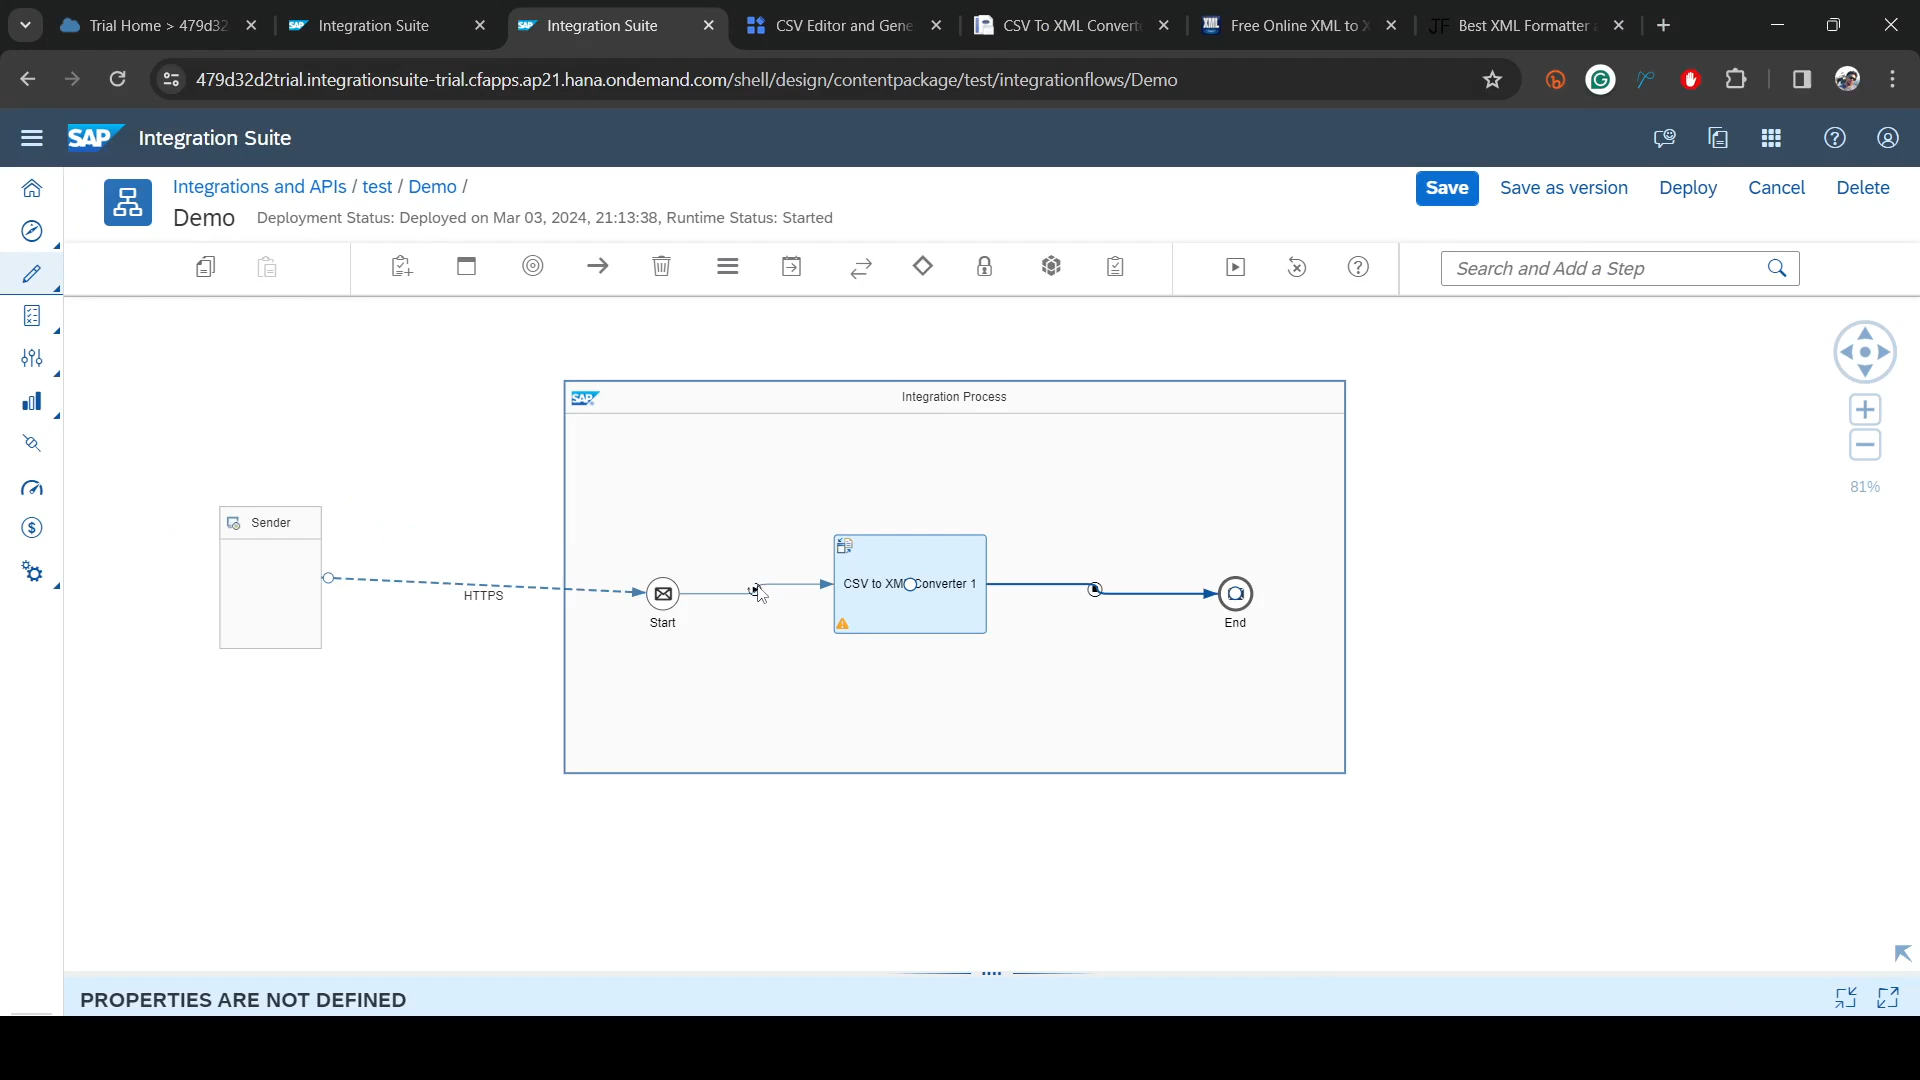 Trial Home > 479d32
Integration Suite
Integration Suite
CSV Editor and Gene
CSV To XML Converte
Free Online XML to X
Best XML Formatter
479d32d2trial.integrationsuite-trial.cfapps.ap21.hana.ondemand.com/shell/design/contentpackage/test/integrationflows/Demo
SAP Integration Suite
Integrations and APIs / test / Demo /
Save Save as version Deploy Cancel Delete
Demo Deployment Status: Deployed on Mar 03, 2024, 21:13:38, Runtime Status: Started
Search and Add a Step
SAP Integration Process
81%
Sender
CSV to XM Converter 1
HTTPS
Start
End
PROPERTIES ARE NOT DEFINED